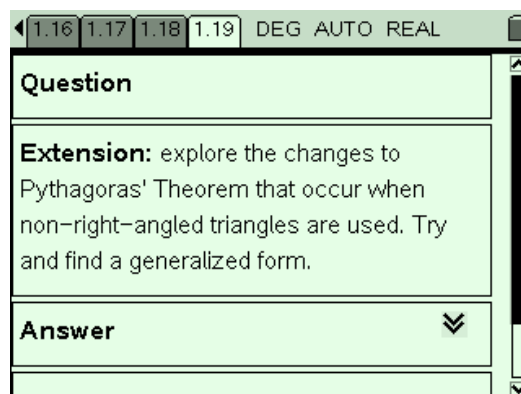 1.16 1.17 1.18 1.19 DEG AUTO REAL
Question
Extension: explore the changes to
Pythagoras' Theorem that occur when
non-right-angled triangles are used. Try
and find a generalized form.
Answer